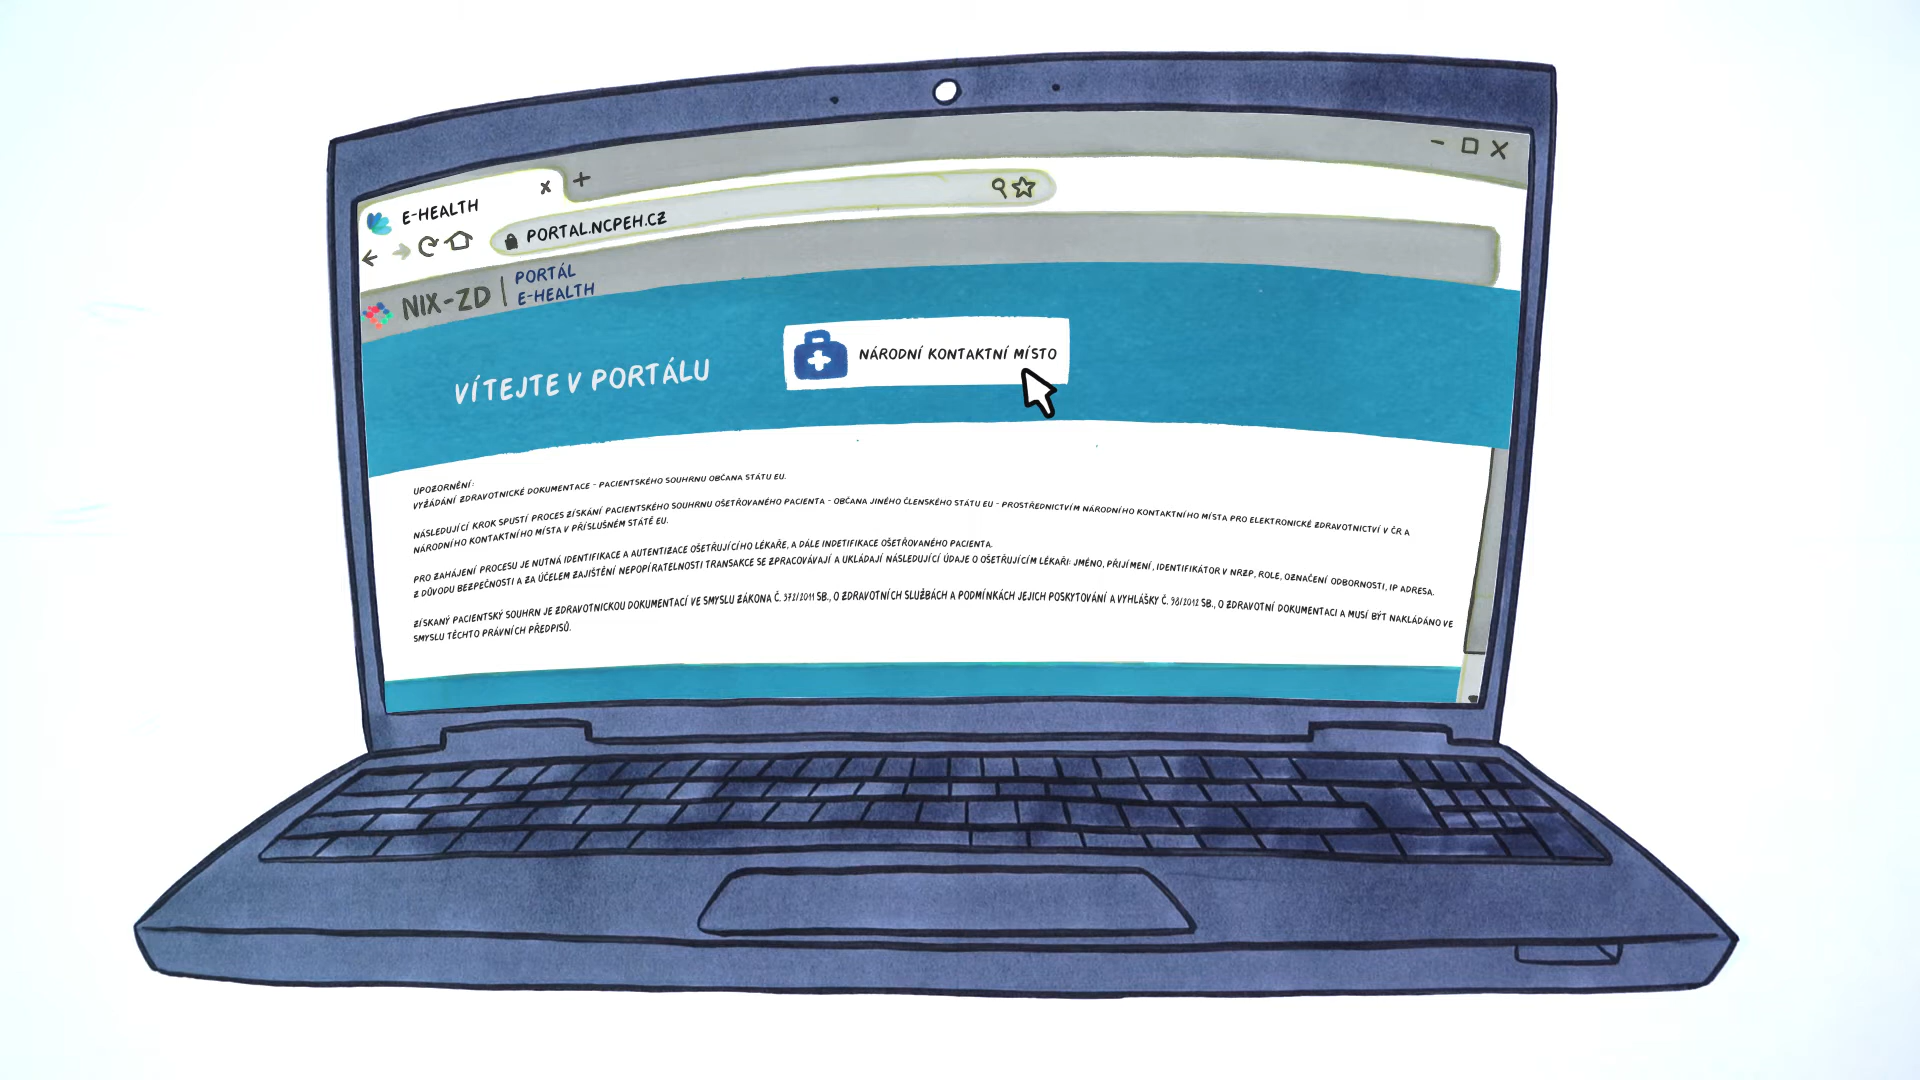 E-HEALTH
PORTAL.NCPEH.CZ
NIX-ZD
PORTÁL
E-HEALTH
VÍTEJTE V PORTÁLU
NÁRODNÍ KONTAKTNÍ MÍSTO
UPOZORNĚNÍ:
VYŽÁDÁNÍ ZDRAVOTNICKÉ DOKUMENTACE - PACIENTSKÉHO SOUHRNU OBČANA STÁTU EU.
NÁSLEDUJÍCÍ KROK SPUSTÍ PROCES ZÍSKÁNÍ PACIENTSKÉHO SOUHRNU OŠETŘOVANÉHO PACIENTA - OBČANA JINÉHO ČLENSKÉHO STÁTU EU - PROSTŘEDNICTVÍM NÁRODNÍHO KONTAKTNÍHO MÍSTA PRO ELEKTRONICKÉ ZDRAVOTNICTVÍ V ČR A
NÁRODNÍHO KONTAKTNÍHO MÍSTA V PŘÍSLUŠNÉM STÁTĚ EU.
PRO ZAHÁJENÍ PROCESU JE NUTNÁ IDENTIFIKACE A AUTENTIZACE OŠETŘUJÍCÍHO LÉKAŘE, A DÁLE INDETIFIKACE OŠETŘOVANÉHO PACIENTA.
Z DŮVODU BEZPEČNOSTI A ZA ÚČELEM ZAJIŠTĚNÍ NEPOPÍRATELNOSTI TRANSAKCE SE ZPRACOVÁVAJÍ A UKLÁDAJÍ NÁSLEDUJÍCÍ ÚDAJE O OŠETŘUJÍCÍM LÉKAŘI: JMÉNO, PŘÍJIMENÍ, IDENTIFIKÁTOR V NRZP, ROLE, OZNAČENÍ ODBORNOSTI, IP ADRESA.
ZÍSKANÝ PACIENTSKÝ SOUHRN JE ZDRAVOTNICKOU DOKUMENTACÍ VE SMYSLU ZÁKONA Č. 372/2011 SB., O ZDRAVOTNÍCH SLUŽBÁCH A PODMÍNKÁCH JEJICH POSKYTOVÁNÍ A VYHLÁŠKY Č. 98/2012 SB., O ZDRAVOTNÍ DOKUMENTACI A MUSÍ BÝT NAKLÁDÁNO VE
SMYSLU TĚCHTO PRÁVNÍCH PŘEDPISŮ.